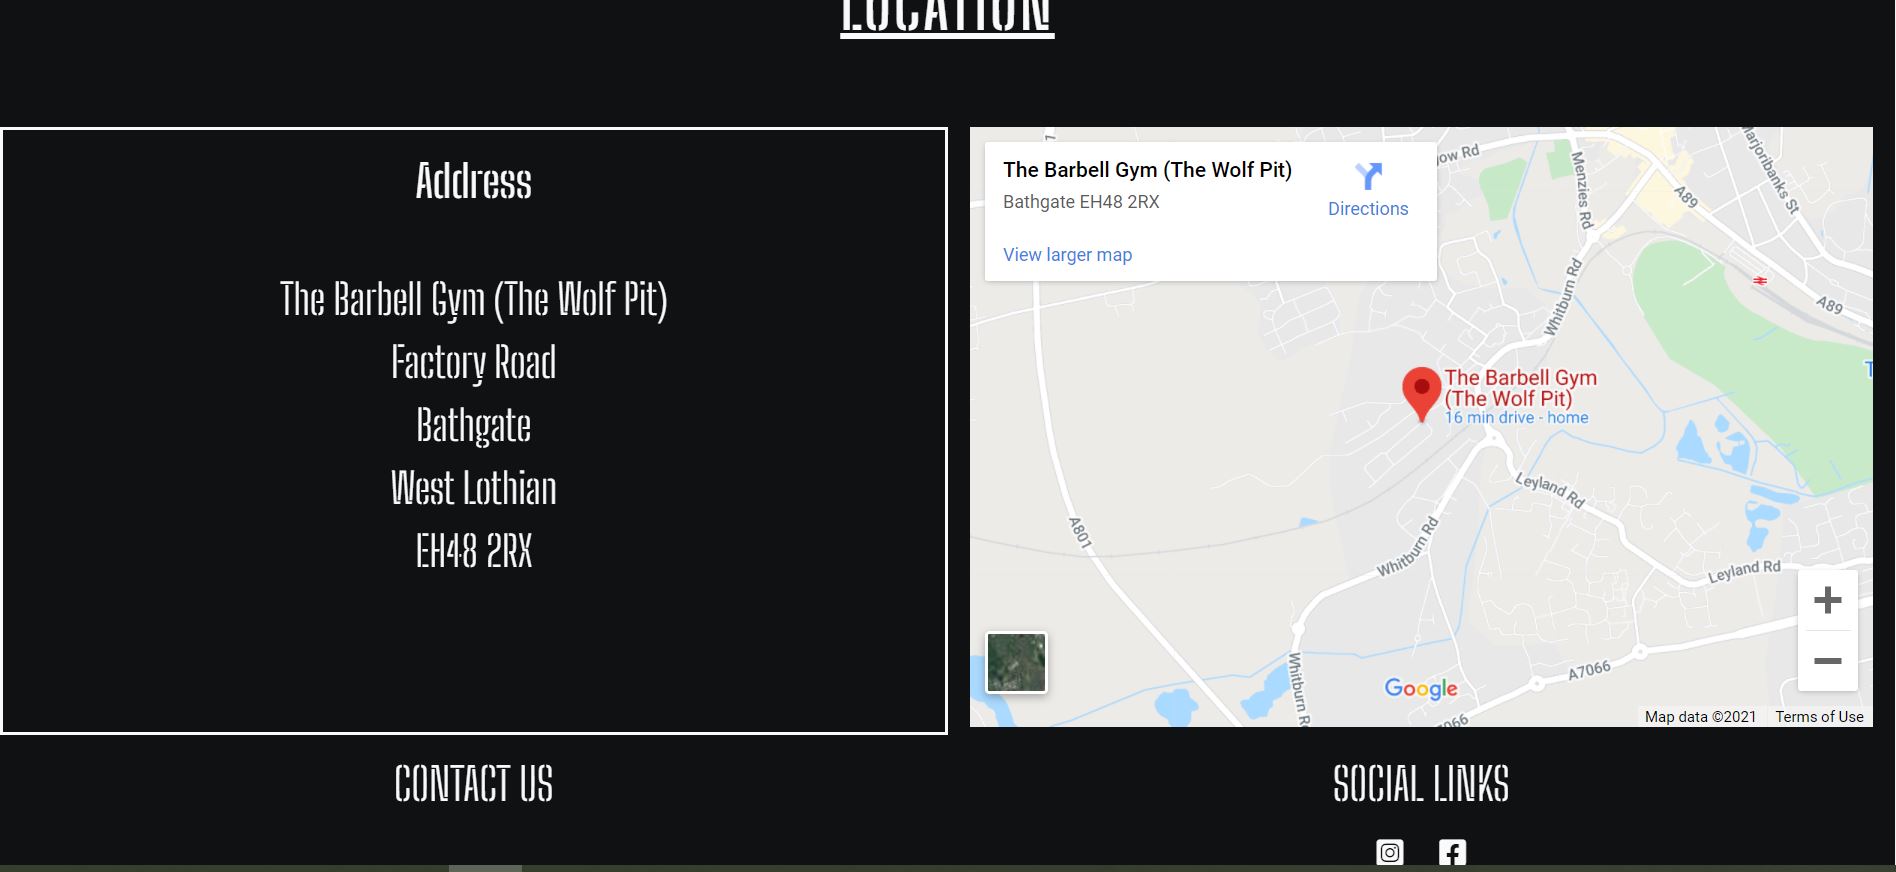 LOCATION
Address
The Barbell Gym (The Wolf Pit)
Factory Road
Bathgate
West Lothian
EH48 2RX
The Barbell Gym (The Wolf Pit)
Bathgate EH48 2RX
Directions
View larger map
ow Rd
Menzies Rd
A89
Marjoribanks St
A89
Whitburn Rd
The Barbell Gym
(The Wolf Pit)
16 min drive - home
Leyland Rd
A801
Whitburn Rd
Leyland Rd
A7066
Whitburn Rd
Google
7066
Map data ©2021
Terms of Use
CONTACT US
SOCIAL LINKS